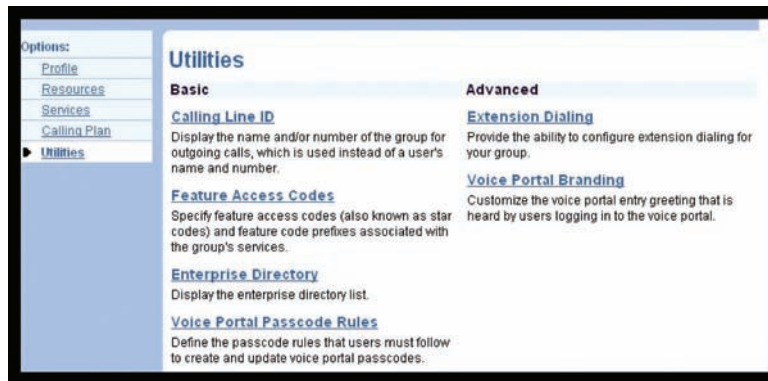 Options:
Profile
Resources
Services
Calling Plan
Utilities
Utilities
Basic
Calling Line ID
Display the name and/or number of the group for
outgoing calls, which is used instead of a user's
name and number.
Feature Access Codes
Specify feature access codes (also known as star
codes) and feature code prefixes associated with
the group's services.
Enterprise Directory
Display the enterprise directory list.
Voice Portal Passcode Rules
Define the passcode rules that users must follow
to create and update voice portal passcodes.
Advanced
Extension Dialing
Provide the ability to configure extension dialing for
your group.
Voice Portal Branding
Customize the voice portal entry greeting that is
heard by users logging in to the voice portal.